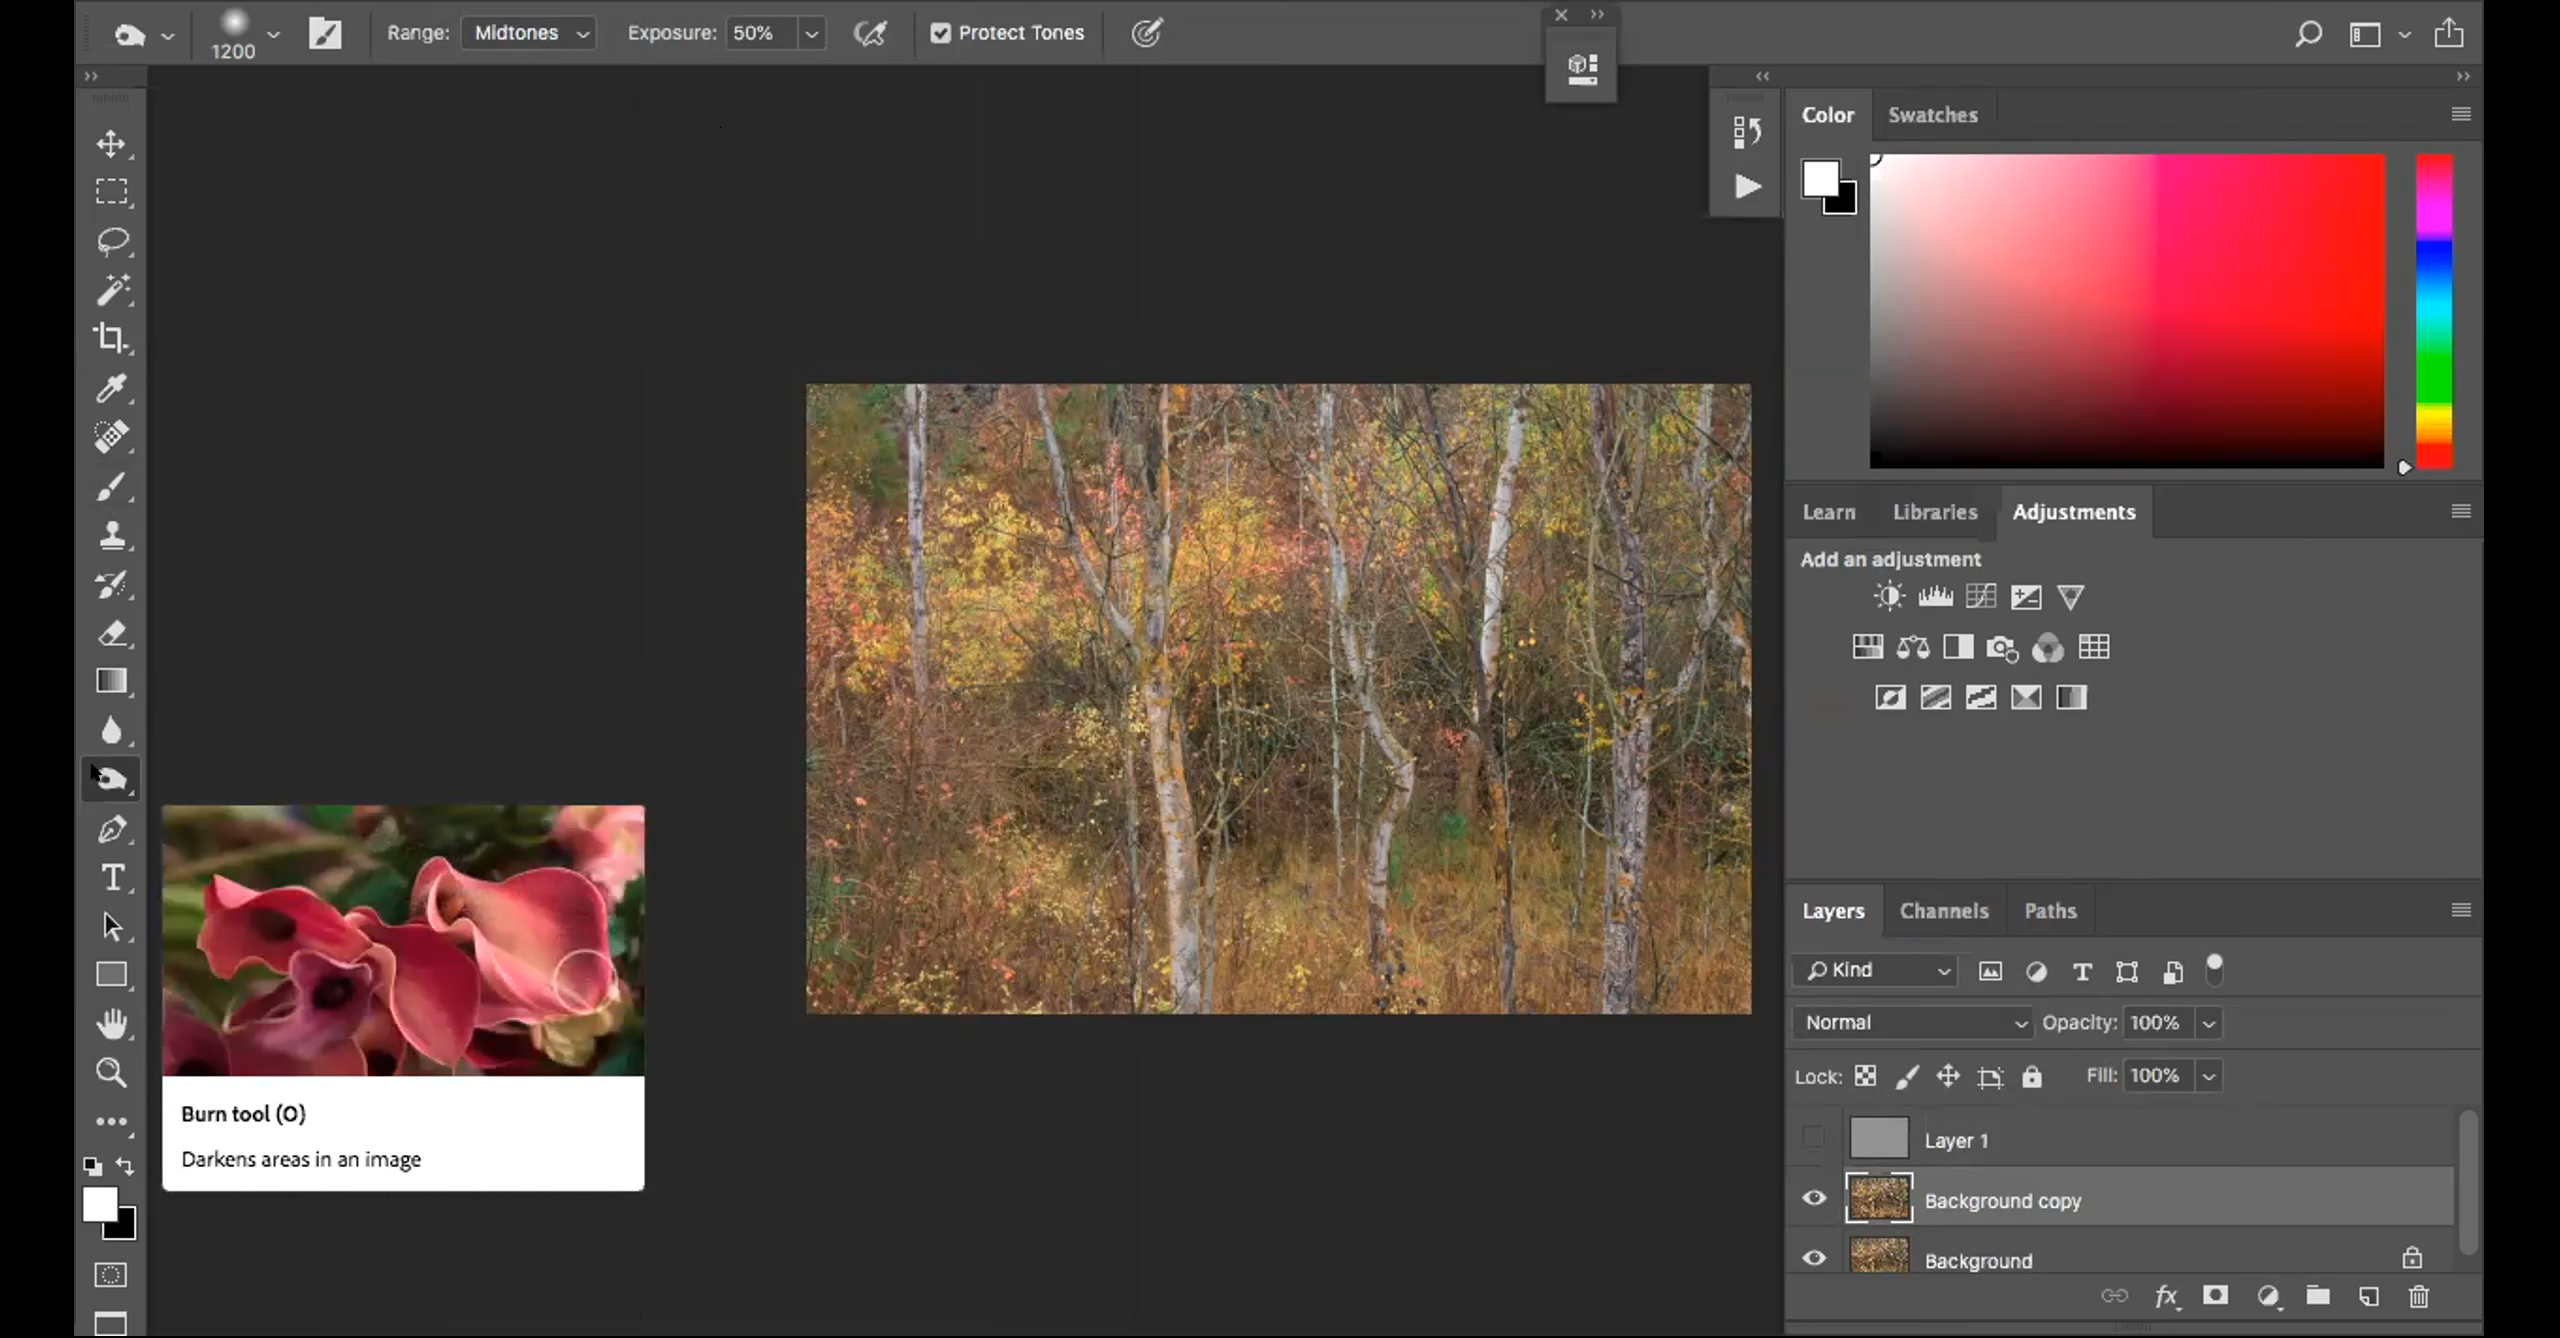 1200
Range: Midtones Exposure: 50% Protect Tones
Color Swatches
Learn Libraries Adjustments
Add an adjustment
Layers Channels Paths
Kind
Normal Opacity: 100%
Lock: Fill: 100%
Layer 1
Background copy
Background
fx
T
Burn tool (O)
Darkens areas in an image